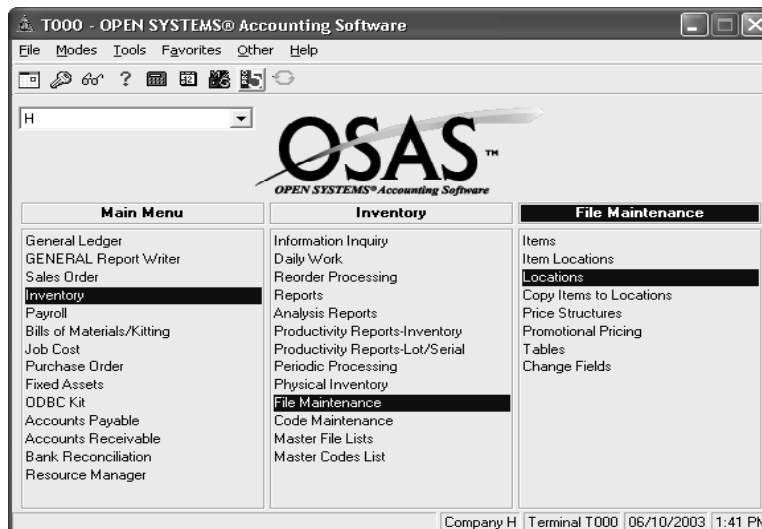 T000 - OPEN SYSTEMS® Accounting Software
File Modes Tools Favorites Other Help
H
OSAS™
OPEN SYSTEMS® Accounting Software
Main Menu
General Ledger
GENERAL Report Writer
Sales Order
Inventory
Payroll
Bills of Materials/Kitting
Job Cost
Purchase Order
Fixed Assets
ODBC Kit
Accounts Payable
Accounts Receivable
Bank Reconciliation
Resource Manager
Inventory
Information Inquiry
Daily Work
Reorder Processing
Reports
Analysis Reports
Productivity Reports-Inventory
Productivity Reports-Lot/Serial
Periodic Processing
Physical Inventory
File Maintenance
Code Maintenance
Master File Lists
Master Codes List
File Maintenance
Items
Item Locations
Locations
Copy Items to Locations
Price Structures
Promotional Pricing
Tables
Change Fields
Company H Terminal T000 06/10/2003 1:41 PM